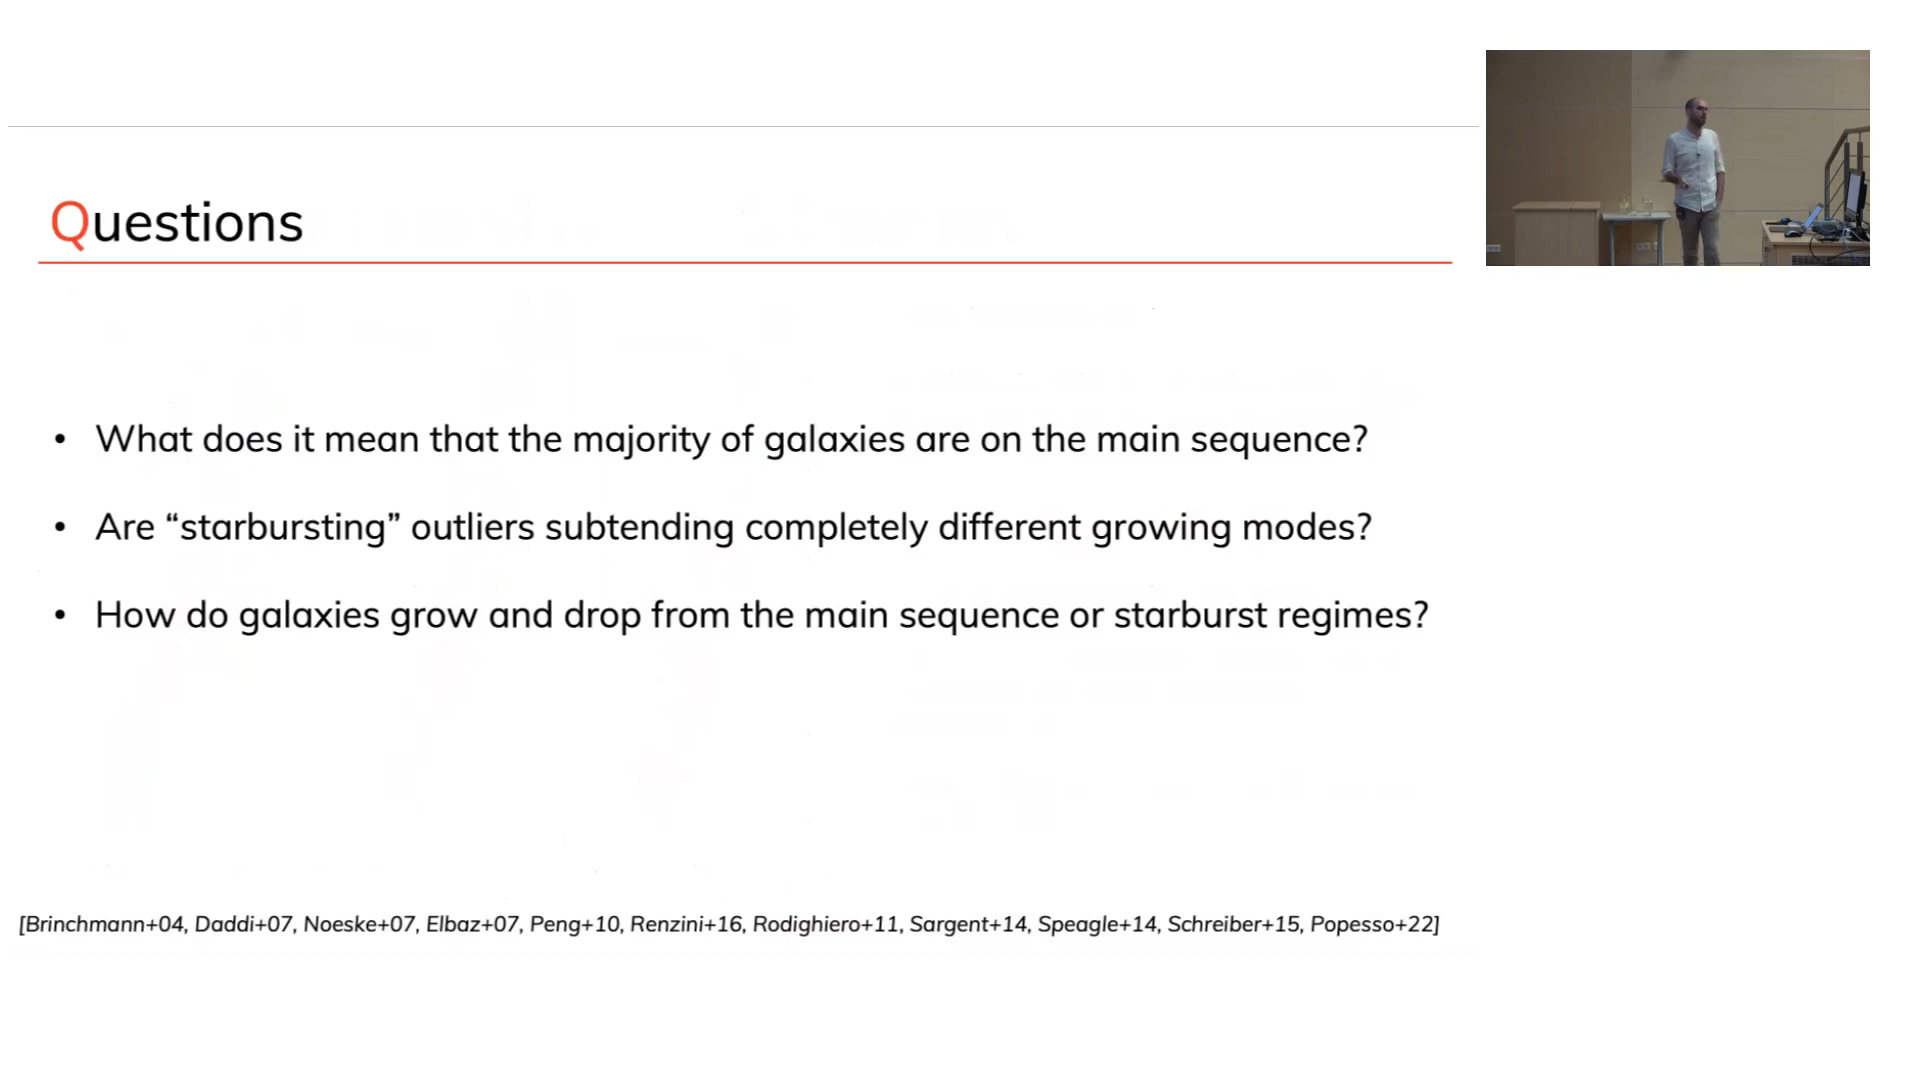 Questions
• What does it mean that the majority of galaxies are on the main sequence?
• Are “starbursting” outliers subtending completely different growing modes?
• How do galaxies grow and drop from the main sequence or starburst regimes?
[Brinchmann+04, Daddi+07, Noeske+07, Elbaz+07, Peng+10, Renzini+16, Rodighiero+11, Sargent+14, Speagle+14, Schreiber+15, Popesso+22]